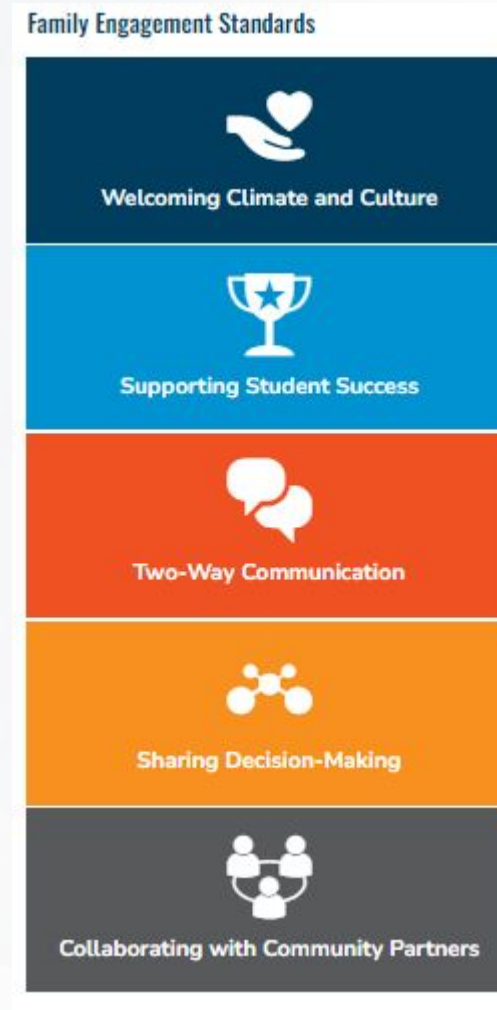 Family Engagement Standards
Welcoming Climate and Culture
Supporting Student Success
Two-Way Communication
Sharing Decision-Making
Collaborating with Community Partners